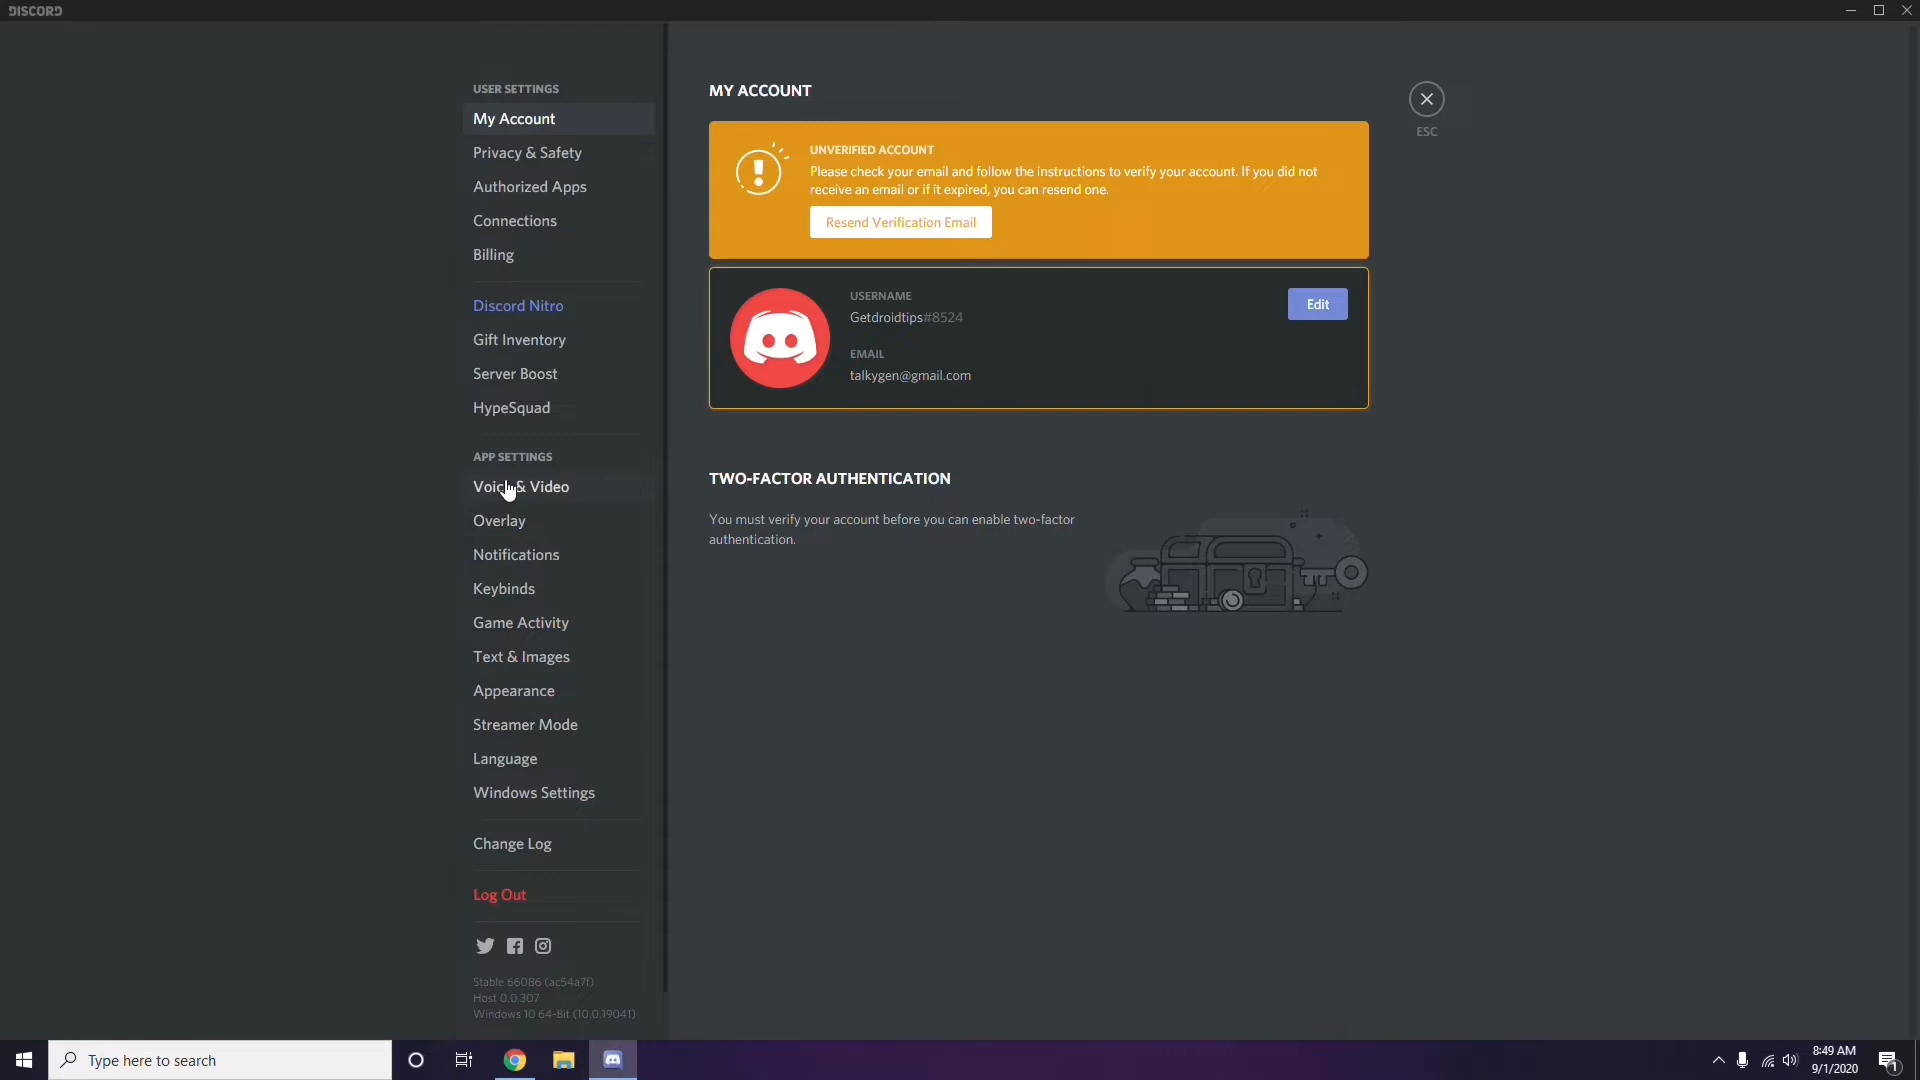 DISCORD
USER SETTINGS
My Account
Privacy & Safety
Authorized Apps
Connections
Billing
Discord Nitro
Gift Inventory
Server Boost
HypeSquad
APP SETTINGS
Voice & Video
Overlay
Notifications
Keybinds
Game Activity
Text & Images
Appearance
Streamer Mode
Language
Windows Settings
Change Log
Log Out
Stable 66086 (ac54a7f)
Host 0.0.307
Windows 10 64-Bit (10.0.19041)
MY ACCOUNT
ESC
UNVERIFIED ACCOUNT
Please check your email and follow the instructions to verify your account. If you did not
receive an email or if it expired, you can resend one.
Resend Verification Email
USERNAME
Getdroidtips#8524
Edit
EMAIL
talkygen@gmail.com
TWO-FACTOR AUTHENTICATION
You must verify your account before you can enable two-factor
authentication.
Type here to search
8:49 AM
9/1/2020
1